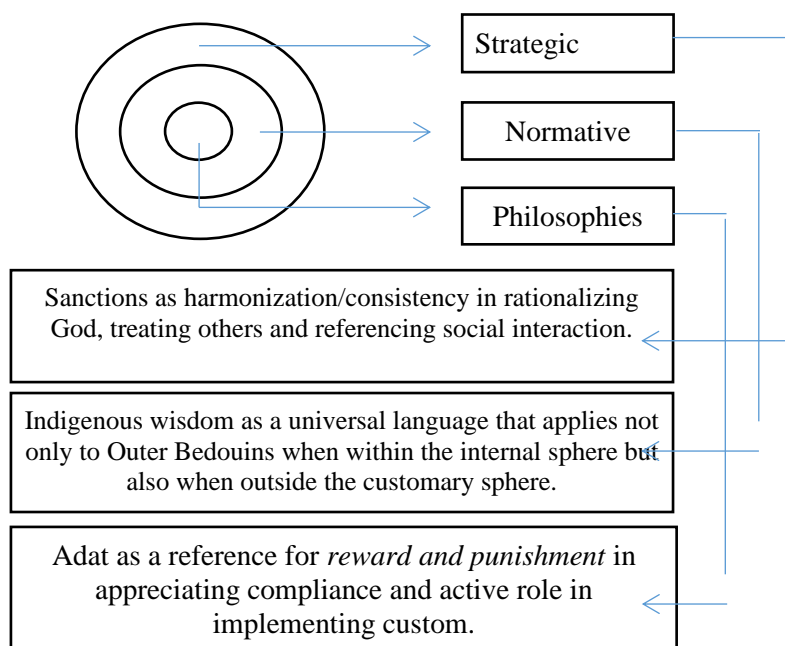 Strategic
Normative
Philosophies
Sanctions as harmonization/consistency in rationalizing
God, treating others and referencing social interaction.
Indigenous wisdom as a universal language that applies not
only to Outer Bedouins when within the internal sphere but
also when outside the customary sphere.
Adat as a reference for reward and punishment in
appreciating compliance and active role in
implementing custom.